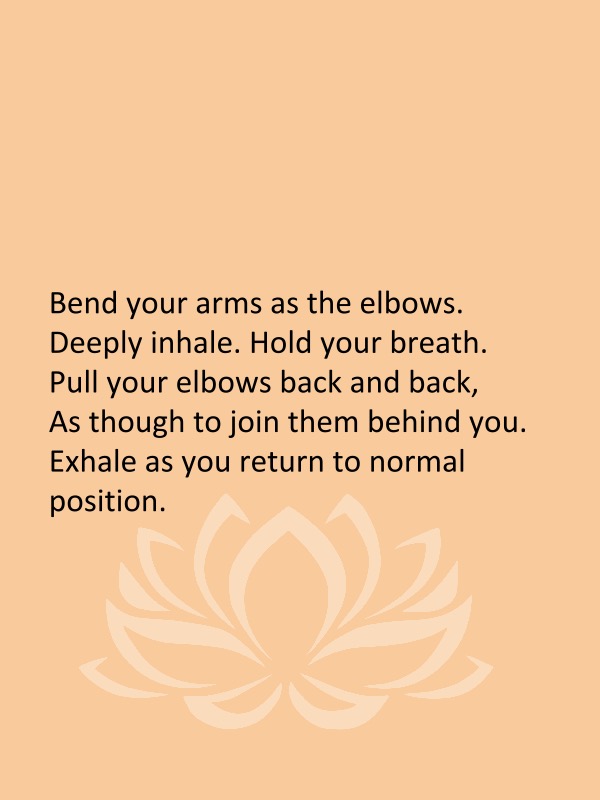 Bend your arms as the elbows.
Deeply inhale. Hold your breath.
Pull your elbows back and back,
As though to join them behind you.
Exhale as you return to normal
position.